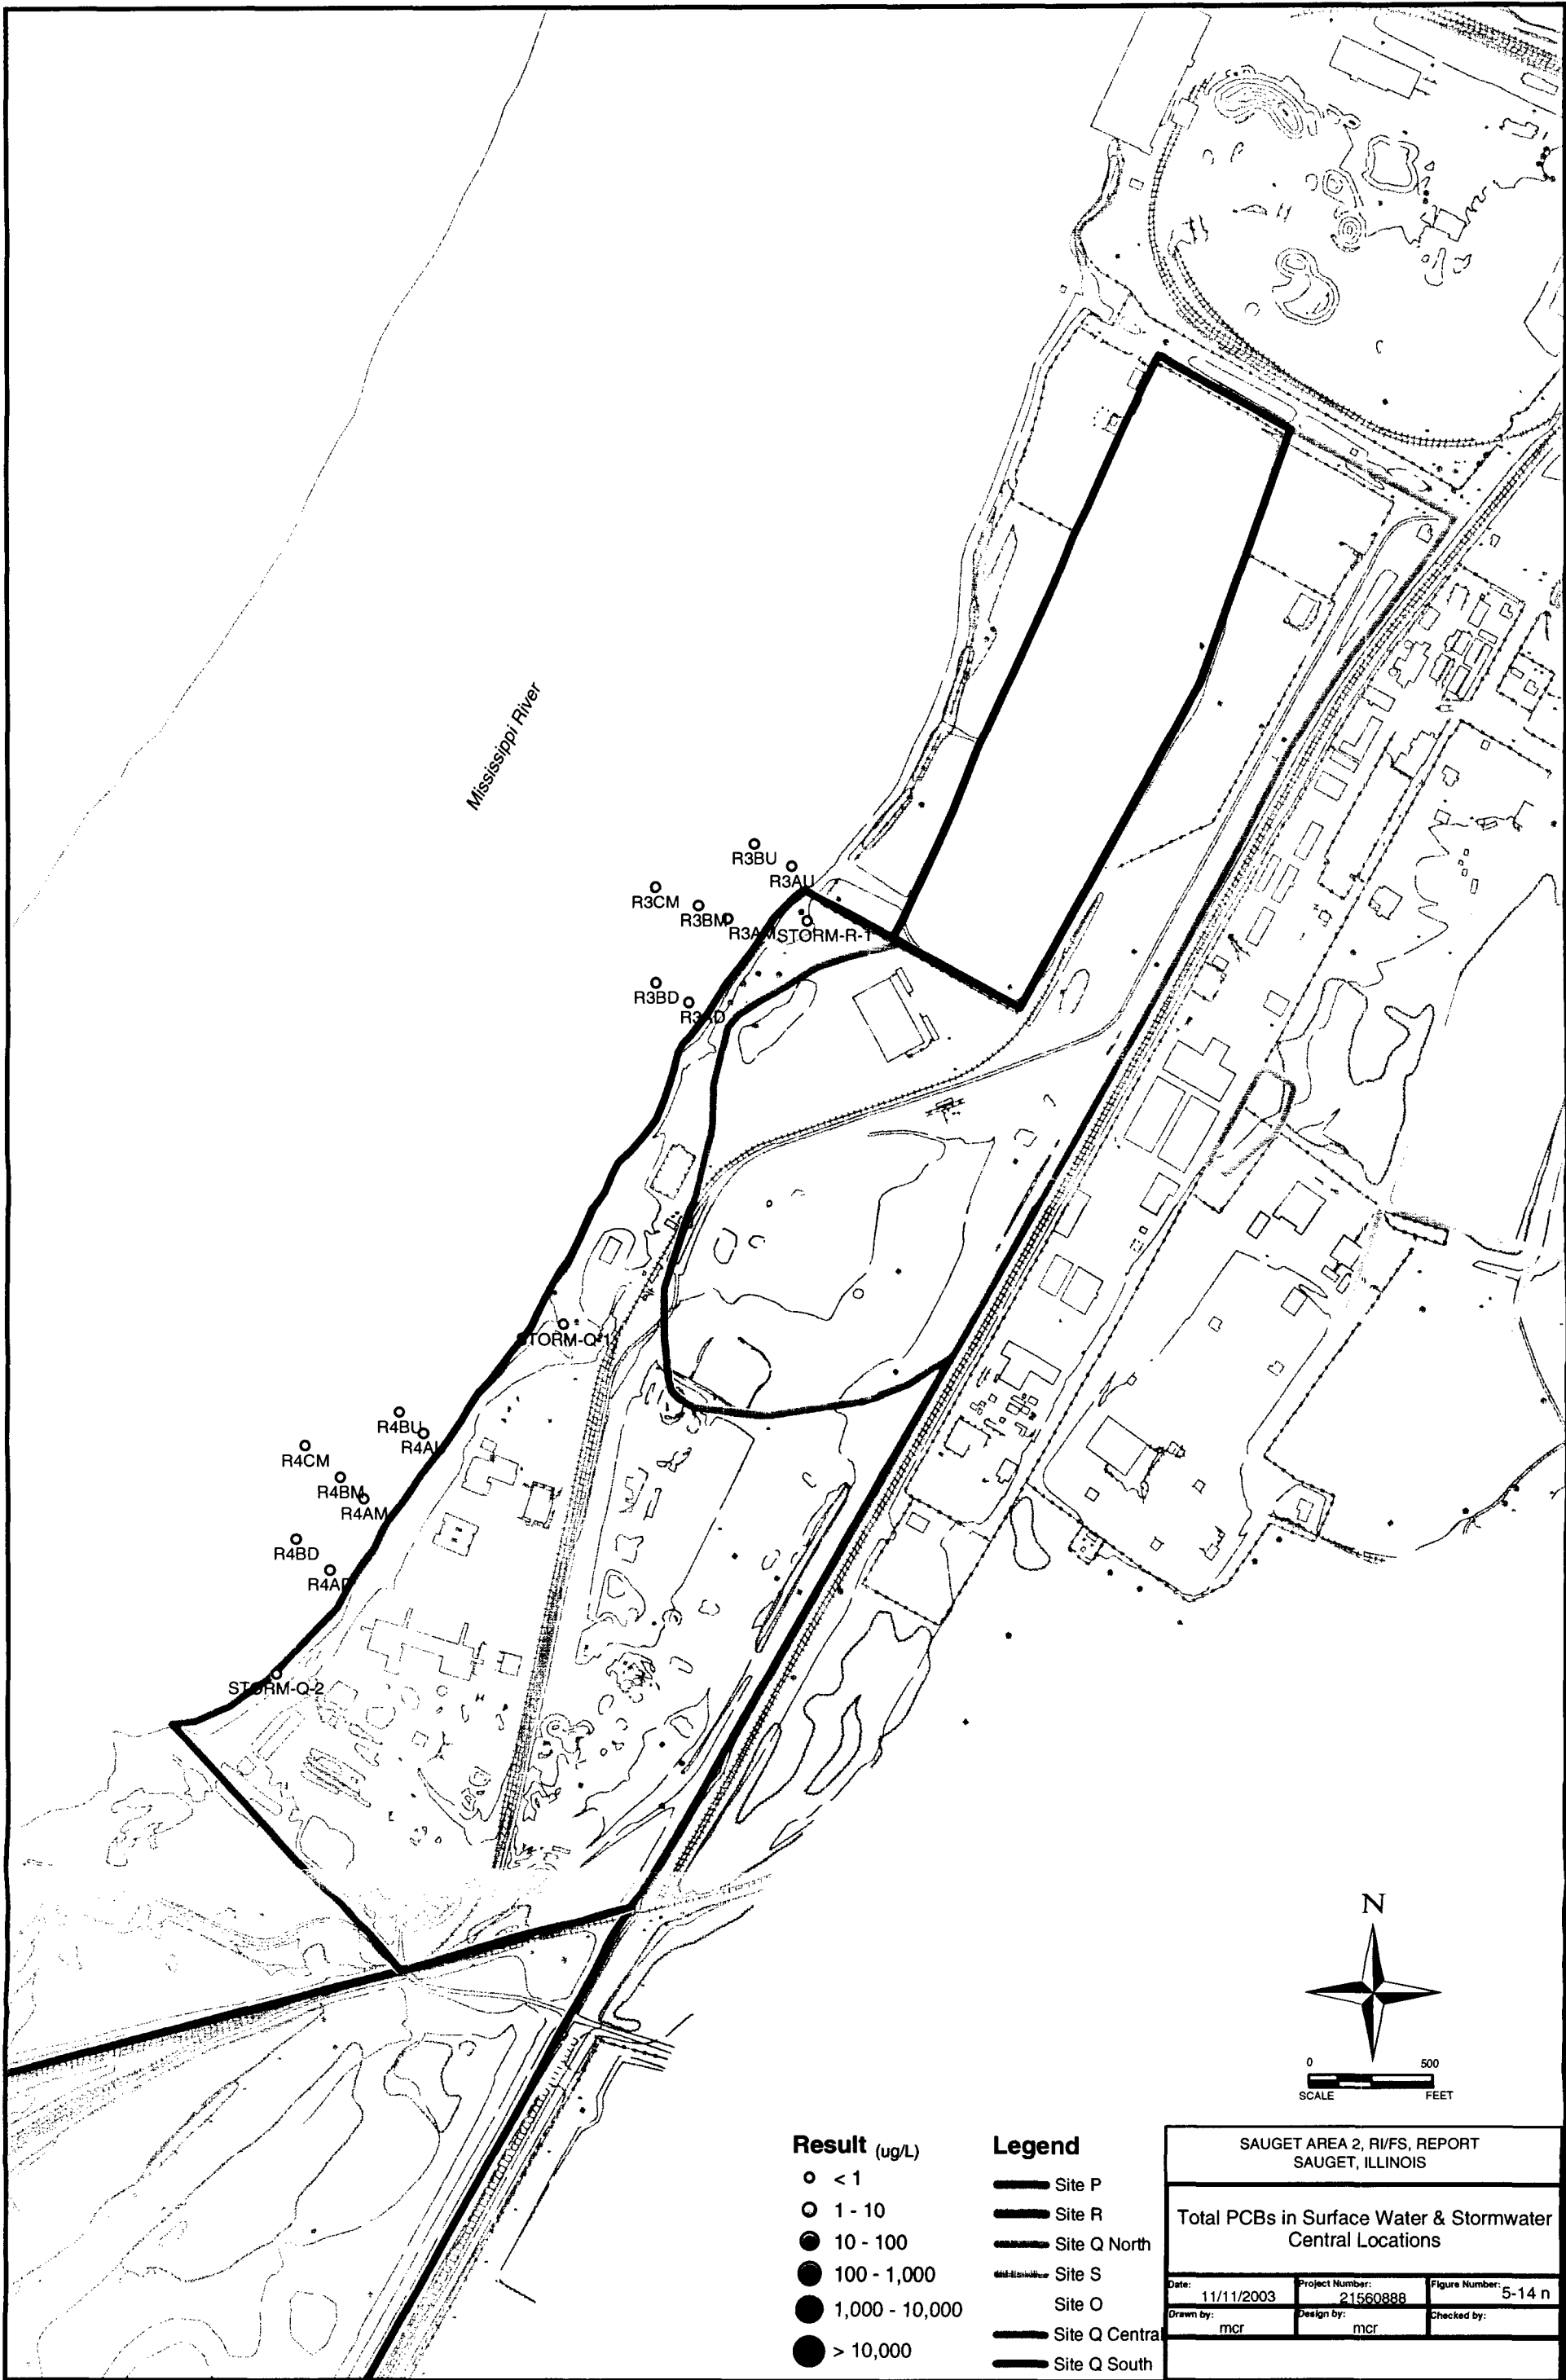 Mississippi River
R3BU
R3AU
R3CM
R3BM
R3AM
STORM-R-1
R3BD
R3AD
STORM-Q-1
R4BU
R4CM
R4BM
R4AM
R4BD
STORM-Q-2
N
0 500
SCALE FEET
Result (ug/L)
< 1
1 - 10
10 - 100
100 - 1,000
1,000 - 10,000
> 10,000
Legend
Site P
Site R
Site Q North
Site S
Site O
Site Q Central
Site Q South
SAUGET AREA 2, RI/FS, REPORT
SAUGET, ILLINOIS
Total PCBs in Surface Water & Stormwater
Central Locations
Date: 11/11/2003
Project Number: 21560888
Figure Number: 5-14 n
Drawn by: mcr
Design by: mcr
Checked by: